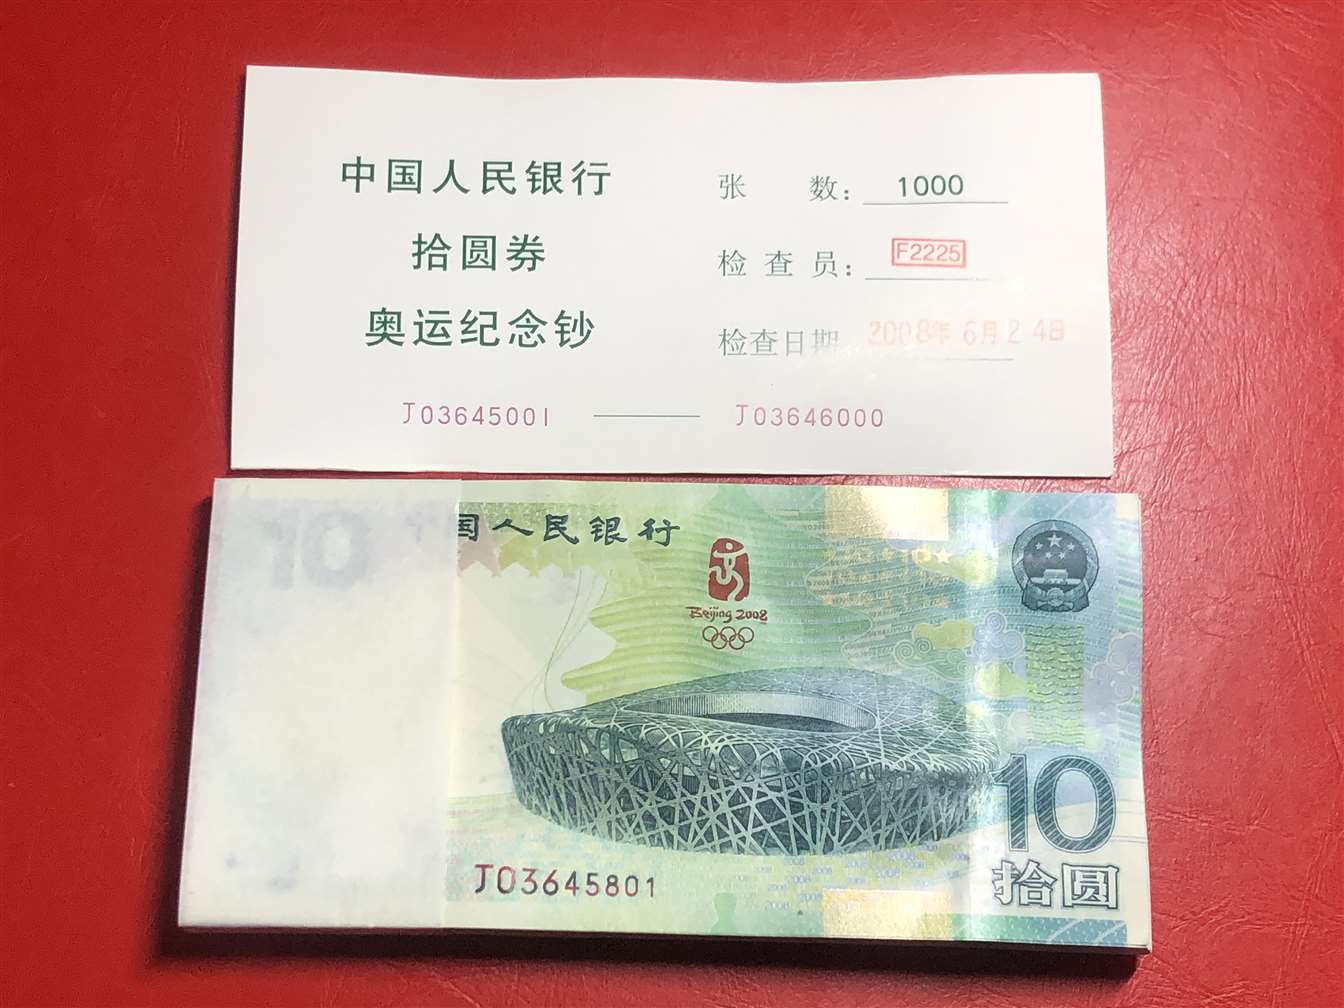 中国人民银行
拾圆券
奥运纪念钞
张 数: 1000
检 查 员: F2225
检查日期 2008年 6月24日
J03645001 —— J03646000
10
国人民银行
Beijing 2008
10
拾圆
J03645801